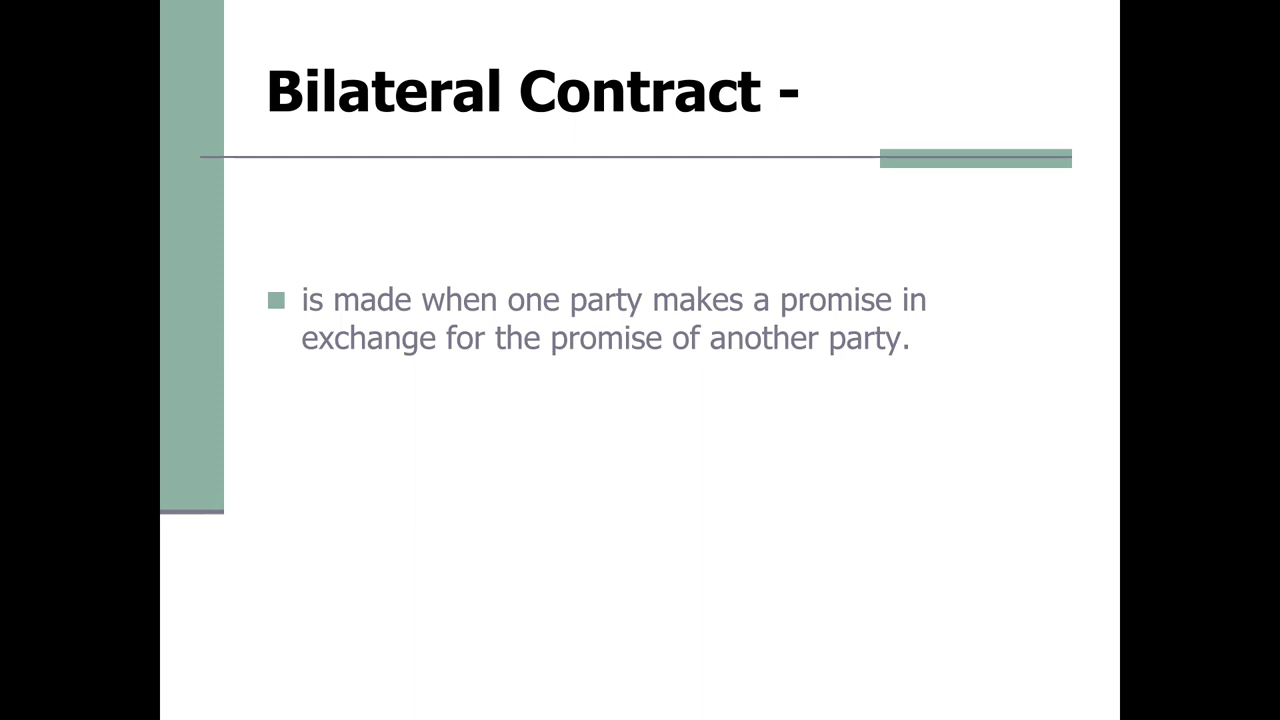 Bilateral Contract -
is made when one party makes a promise in
exchange for the promise of another party.